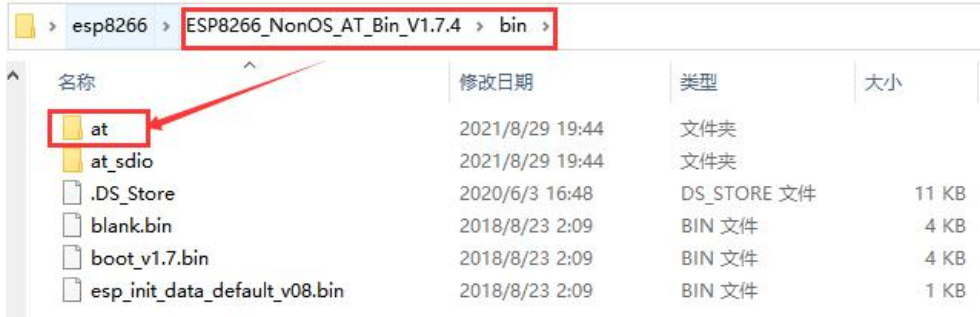 esp8266 > ESP8266_NonOS_AT_Bin_V1.7.4 > bin >
名称 修改日期 类型 大小
at 2021/8/29 19:44 文件夹
at_sdio 2021/8/29 19:44 文件夹
.DS_Store 2020/6/3 16:48 DS_STORE 文件 11 KB
blank.bin 2018/8/23 2:09 BIN 文件 4 KB
boot_v1.7.bin 2018/8/23 2:09 BIN 文件 4 KB
esp_init_data_default_v08.bin 2018/8/23 2:09 BIN 文件 1 KB